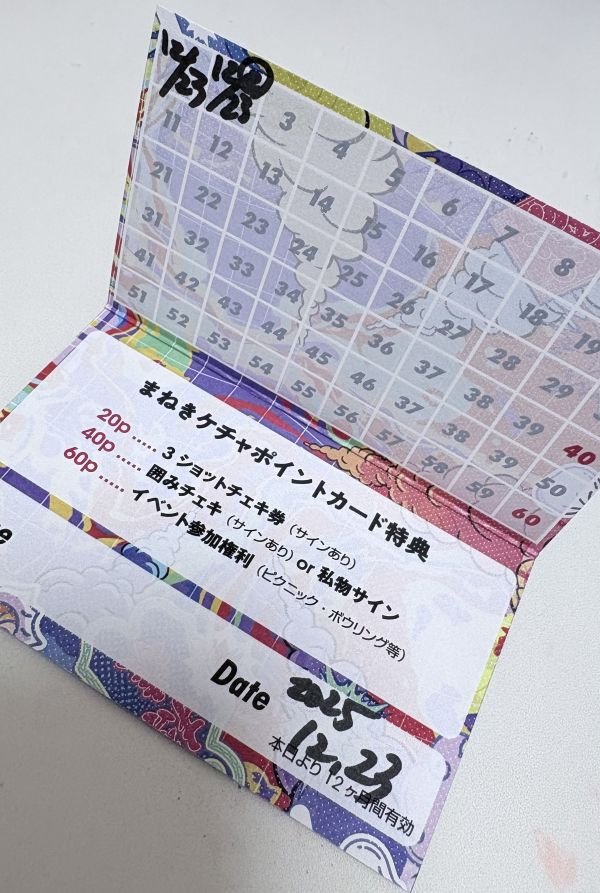 12/23 12/23 3 4 5 6 7 8
11 12 13 14 15 16 17 18 19
21 22 23 24 25 26 27 28 29
31 32 33 34 35 36 37 38 39 40
41 42 43 44 45 46 47 48 49 50
51 52 53 54 55 56 57 58 59 60
まねきケチャポイントカード特典
20p ..... 3ショットチェキ券 (サインあり)
40p ..... 囲みチェキ (サインあり) or 私物サイン
60p ..... イベント参加権利 (ピクニック・ボウリング等)
Date 2025
12.23
本日より12ヶ月間有効